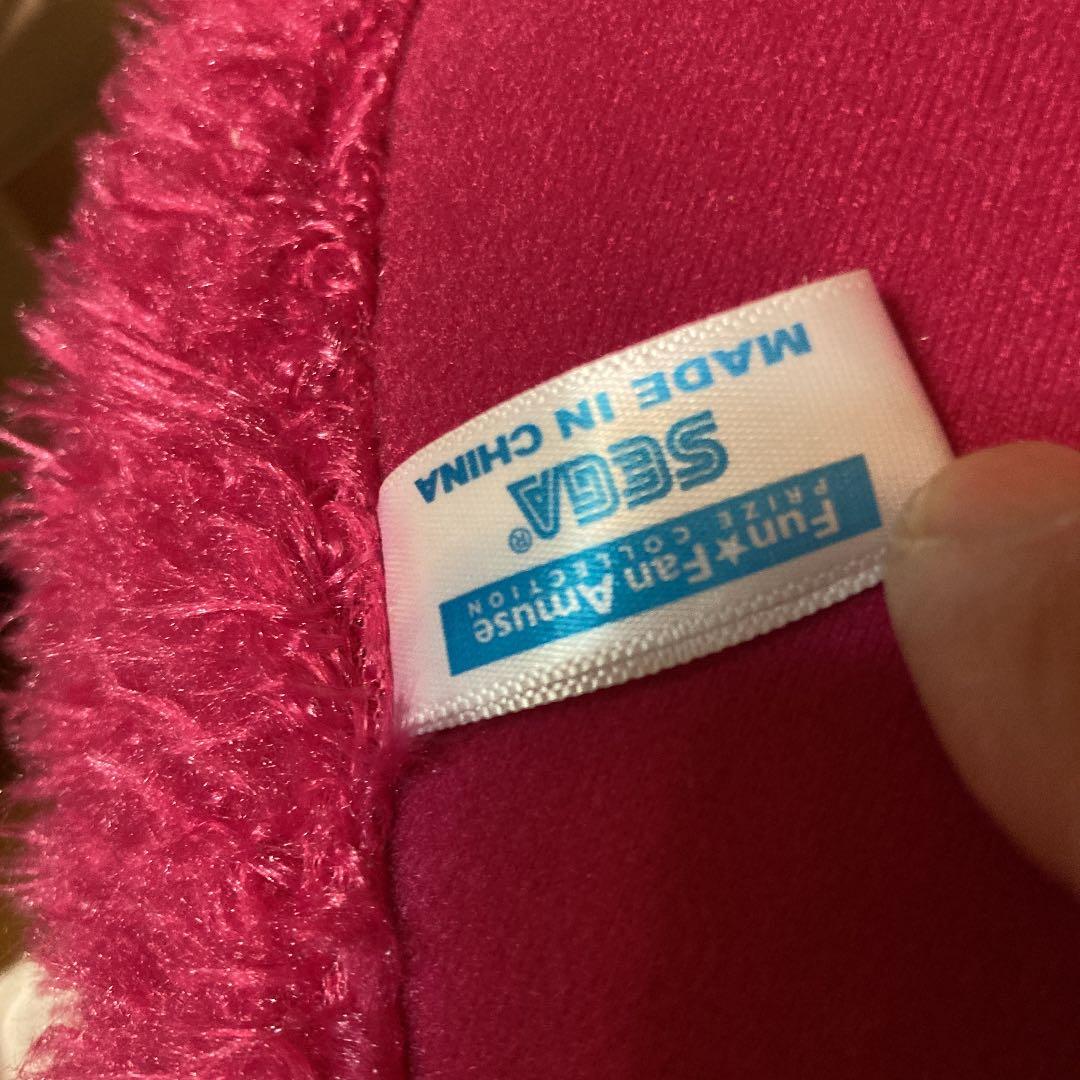 Fun★Fan Amuse
PRIZE COLLECTION
SEGA®
MADE IN CHINA